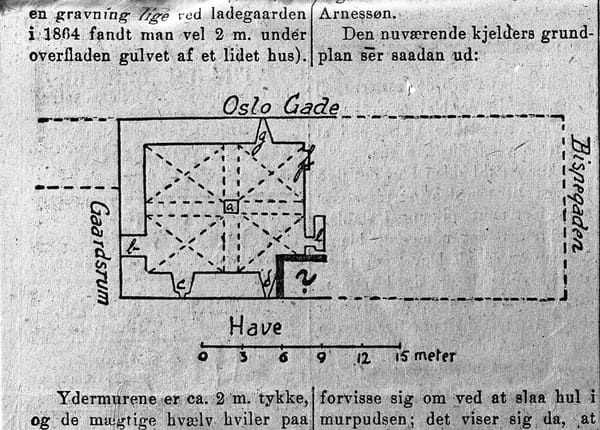 en gravning lige ved ladegaarden
i 1864 fandt man vel 2 m. under
overfladen gulvet af et lidet hus).
Arnessøn.
Den nuværende kjelders grund-
plan ser saadan ud:
Oslo Gade
Bispegaden
Gaardsrum
g
f
a
b
c
d
?
Have
0 3 6 9 12 15 meter
Ydermurene er ca. 2 m. tykke,
og de mægtige hvælv hviler paa
forvisse sig om ved at slaa hul i
murpudsen; det viser sig da, at